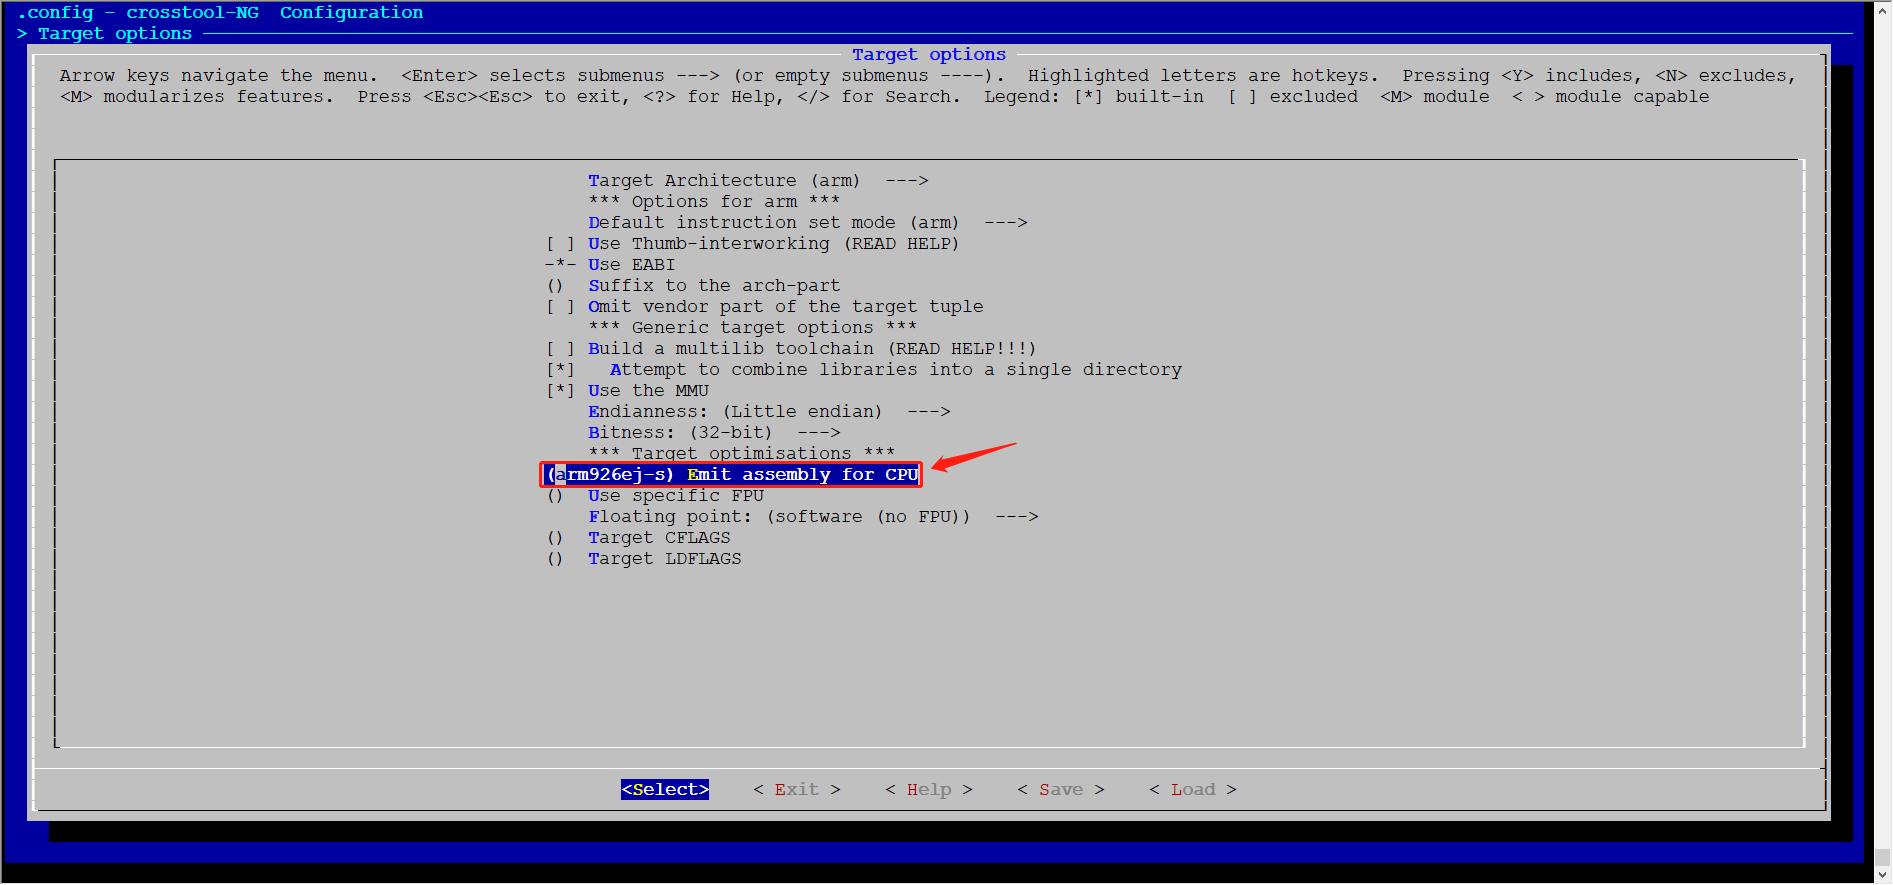 .config - crosstool-NG  Configuration
> Target options
Target options
Arrow keys navigate the menu.  <Enter> selects submenus ---> (or empty submenus ----).  Highlighted letters are hotkeys.  Pressing <Y> includes, <N> excludes,
<M> modularizes features.  Press <Esc><Esc> to exit, <?> for Help, </> for Search.  Legend: [*] built-in  [ ] excluded  <M> module  < > module capable
Target Architecture (arm)  --->
*** Options for arm ***
Default instruction set mode (arm)  --->
[ ] Use Thumb-interworking (READ HELP)
-*- Use EABI
()  Suffix to the arch-part
[ ] Omit vendor part of the target tuple
*** Generic target options ***
[ ] Build a multilib toolchain (READ HELP!!!)
[*]   Attempt to combine libraries into a single directory
[*] Use the MMU
Endianness: (Little endian)  --->
Bitness: (32-bit)  --->
*** Target optimisations ***
(arm926ej-s) Emit assembly for CPU
()  Use specific FPU
Floating point: (software (no FPU))  --->
()  Target CFLAGS
()  Target LDFLAGS
<Select>    < Exit >    < Help >    < Save >    < Load >